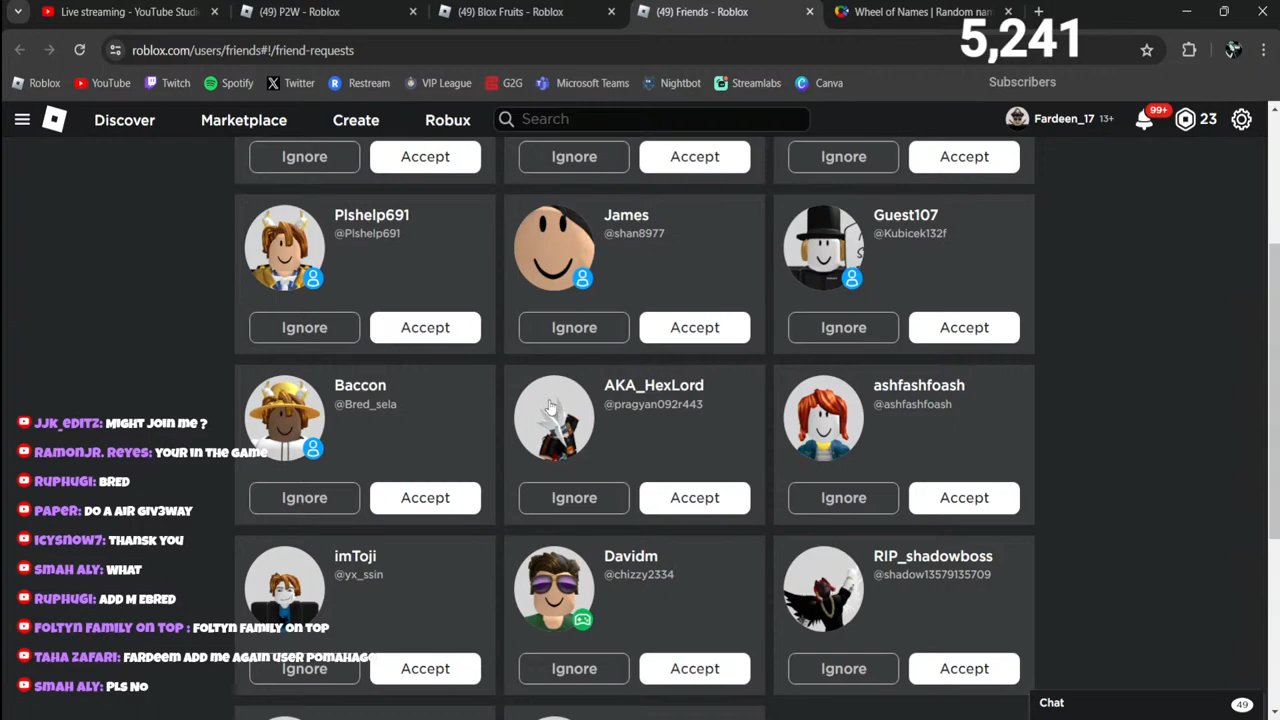 Live streaming - YouTube Studi
(49) P2W - Roblox
(49) Box Fruits - Roblox
(49) Friends - Roblox
Wheel of Names | Random na
roblox.com/users/friends#!/friend-requests
5,241
Subscribers
Roblox
YouTube
Twitch
Spotify
Twitter
Restream
VIP League
G2G
Microsoft Teams
Nightbot
Streamlabs
Canva
Discover
Marketplace
Create
Robux
Search
Fardeen_17 13+
99+
23
Ignore Accept
Ignore Accept
Ignore Accept
Plshelp691
@Plshelp691
Ignore Accept
James
@shan8977
Ignore Accept
Guest107
@Kubicek132f
Ignore Accept
Baccon
@Bred_sela
Ignore Accept
AKA_HexLord
@pragyan092r443
Ignore Accept
ashfashfoash
@ashfashfoash
Ignore Accept
imToji
@yx_ssin
Ignore Accept
Davidm
@chizzy2334
Ignore Accept
RIP_shadowboss
@shadow13579135709
Ignore Accept
JJK_EDITZ: MIGHT JOIN ME ?
RAMONJR. REYES: YOUR IN THE GAME
RUPHUGI: BRED
PAPER: DO A AIR GIV3WAY
ICYSNOW7: THANSK YOU
SMAH ALY: WHAT
RUPHUGI: ADD M EBRED
FOLTYN FAMILY ON TOP : FOLTYN FAMILY ON TOP
TAHA ZAFARI: FARDEEM ADD ME AGAIN USER POMAHAG
SMAH ALY: PLS NO
Chat
49